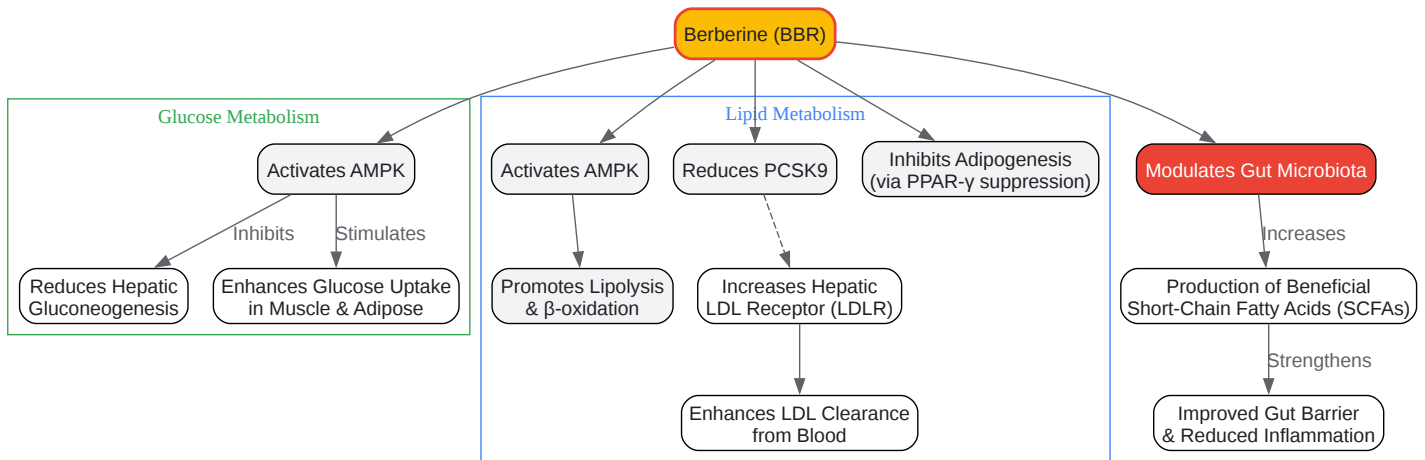 Berberine (BBR)
Glucose Metabolism
Lipid Metabolism
Activates AMPK
Activates AMPK
Reduces PCSK9
Inhibits Adipogenesis
(via PPAR-γ suppression)
Modulates Gut Microbiota
Inhibits
Stimulates
Increases
Reduces Hepatic
Gluconeogenesis
Enhances Glucose Uptake
in Muscle & Adipose
Promotes Lipolysis
& β-oxidation
Increases Hepatic
LDL Receptor (LDLR)
Production of Beneficial
Short-Chain Fatty Acids (SCFAs)
Strengthens
Enhances LDL Clearance
from Blood
Improved Gut Barrier
& Reduced Inflammation